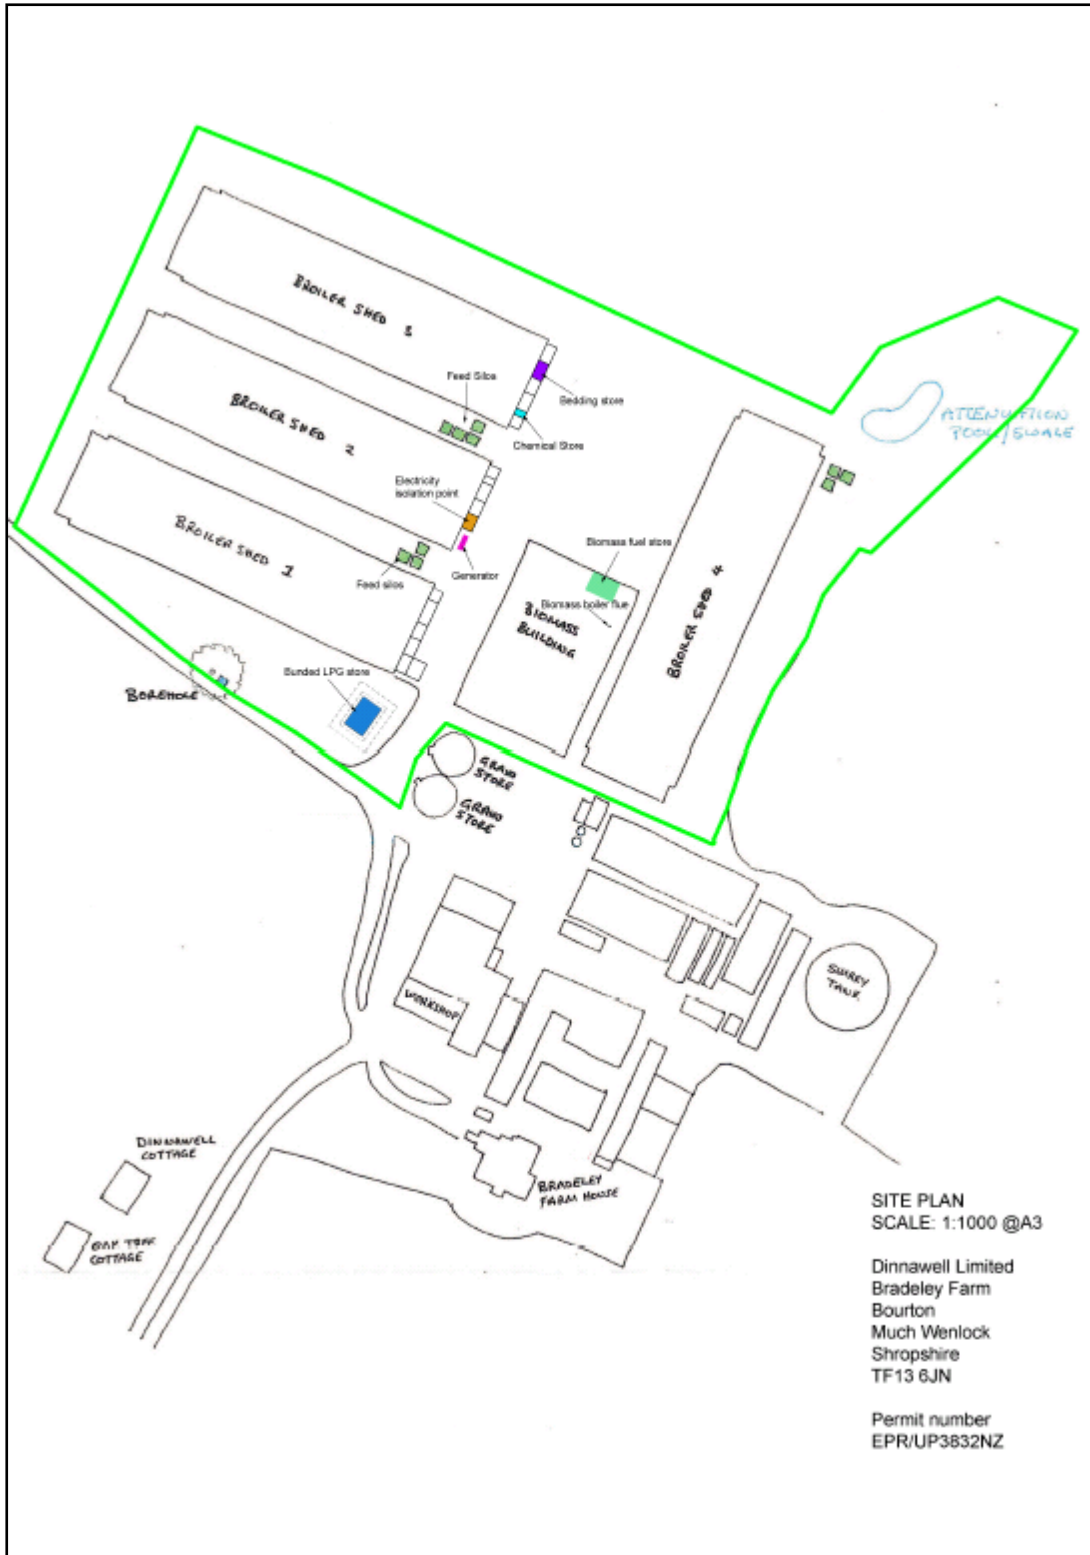 BROILER SHED 3
Feed Silos
Bedding store
BROILER SHED 2
Chemical Store
ATTENUATION
POOL/SWALE
Electricity
isolation point
BROILER SHED 1
Feed silos
Generator
Biomass fuel store
Biomass boiler flue
BIOMASS
BUILDING
BROILER SHED 4
Bunded LPG store
BOREHOLE
GRAIN
STORE
GRAIN
STORE
SLURRY
TANK
WORKSHOP
DINNAWELL
COTTAGE
BRADELEY
FARM HOUSE
OAK TREE
COTTAGE
SITE PLAN
SCALE: 1:1000 @A3
Dinnawell Limited
Bradeley Farm
Bourton
Much Wenlock
Shropshire
TF13 6JN
Permit number
EPR/UP3832NZ